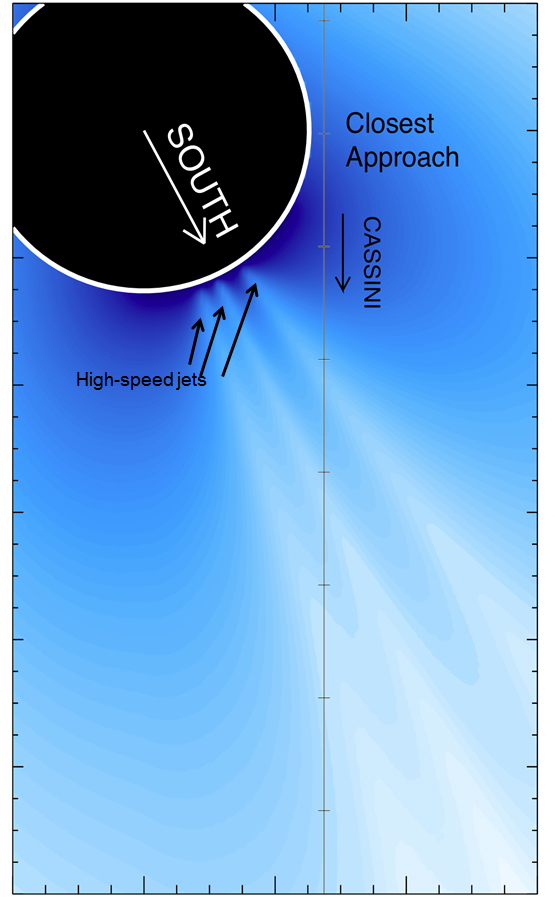 Closest
Approach
SOUTH
CASSINI
High-speed jets